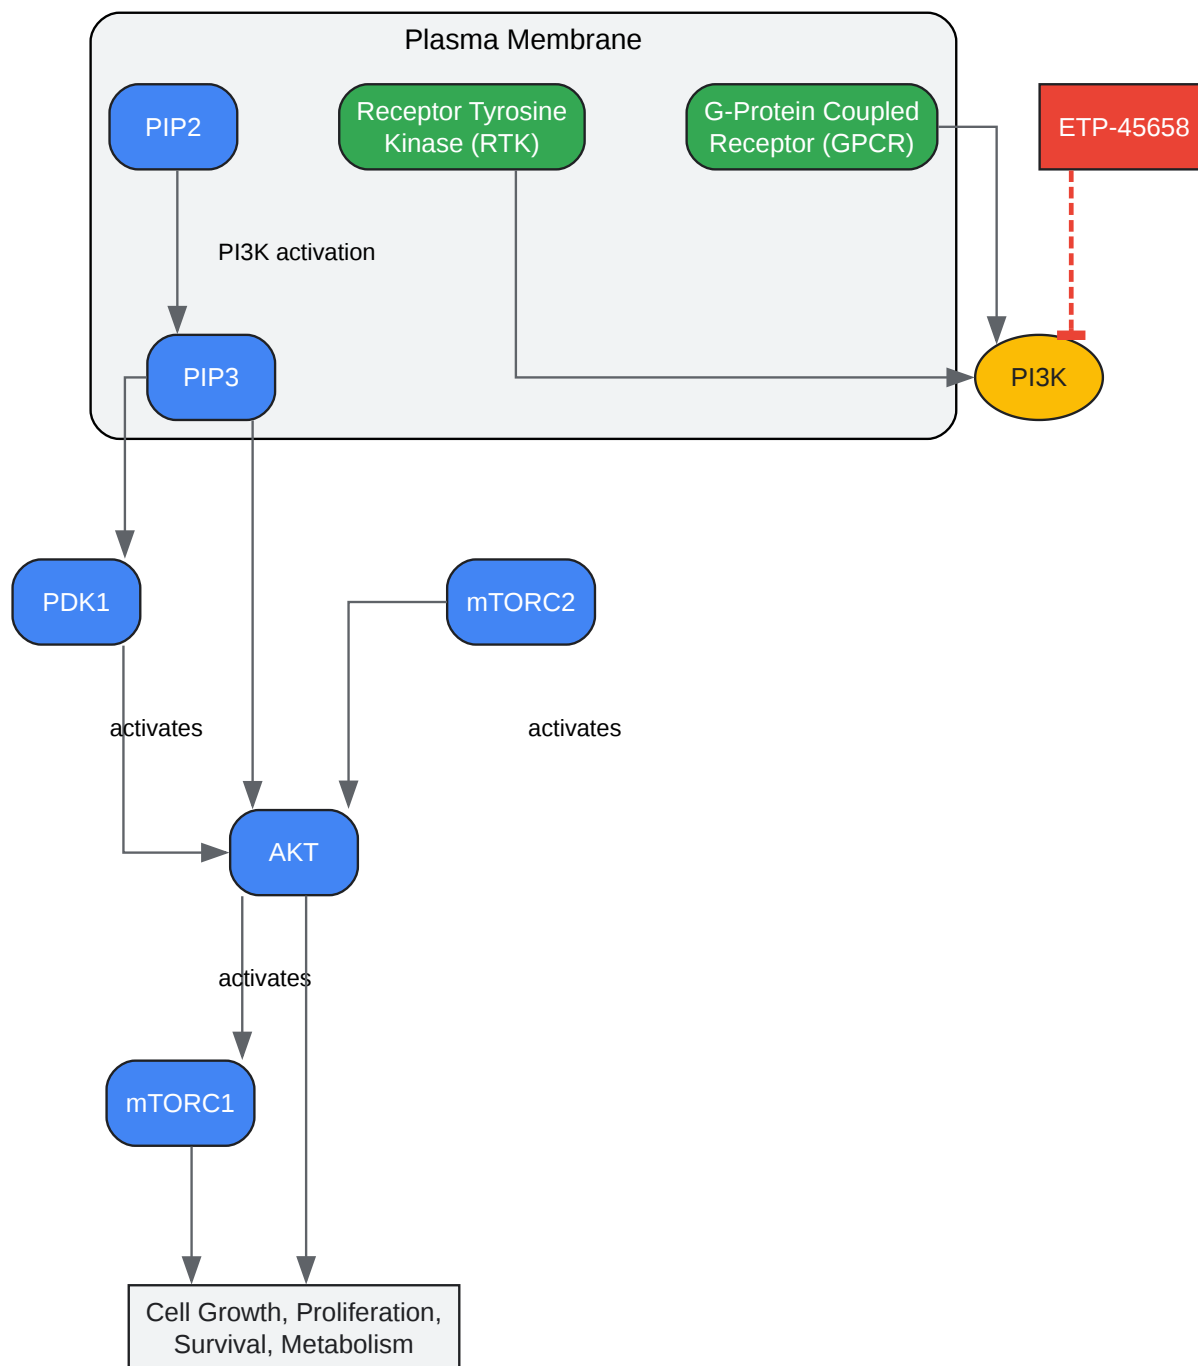 Plasma Membrane
PIP2
Receptor Tyrosine
Kinase (RTK)
G-Protein Coupled
Receptor (GPCR)
ETP-45658
PI3K activation
PIP3
PI3K
PDK1
mTORC2
activates
activates
AKT
activates
mTORC1
Cell Growth, Proliferation,
Survival, Metabolism